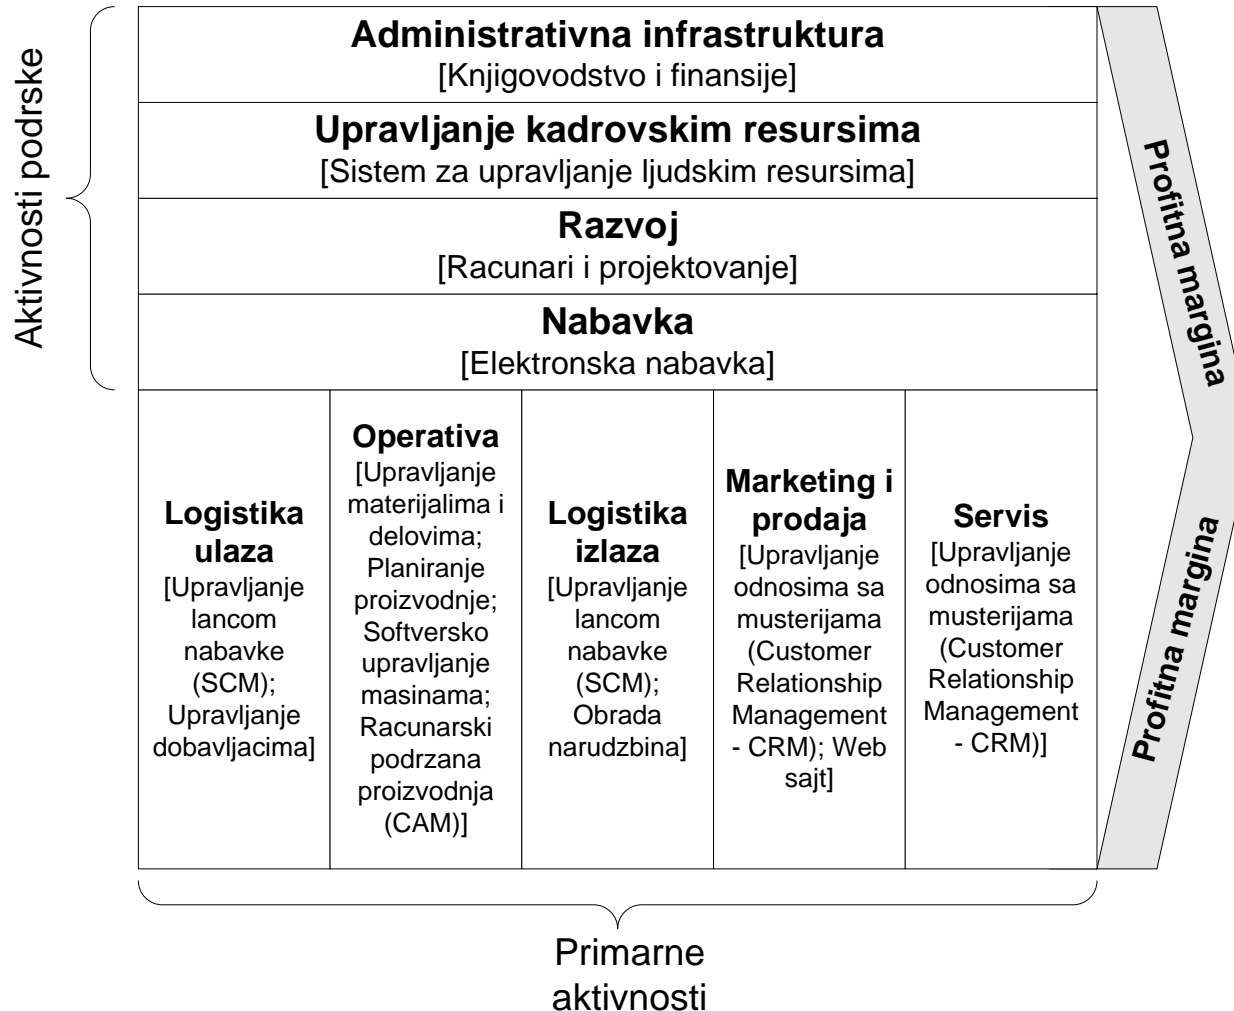 Aktivnosti podrske
Administrativna infrastruktura
[Knjigovodstvo i finansije]
Upravljanje kadrovskim resursima
[Sistem za upravljanje ljudskim resursima]
Razvoj
[Racunari i projektovanje]
Nabavka
[Elektronska nabavka]
Logistika
ulaza
[Upravljanje
lancom
nabavke
(SCM);
Upravljanje
dobavljacima]
Operativa
[Upravljanje
materijalima i
delovima;
Planiranje
proizvodnje;
Softversko
upravljanje
masinama;
Racunarski
podrzana
proizvodnja
(CAM)]
Logistika
izlaza
[Upravljanje
lancom
nabavke
(SCM);
Obrada
narudzbina]
Marketing i
prodaja
[Upravljanje
odnosima sa
musterijama
(Customer
Relationship
Management
- CRM); Web
sajt]
Servis
[Upravljanje
odnosima sa
musterijama
(Customer
Relationship
Management
- CRM)]
Profitna margina
Profitna margina
Primarne
aktivnosti